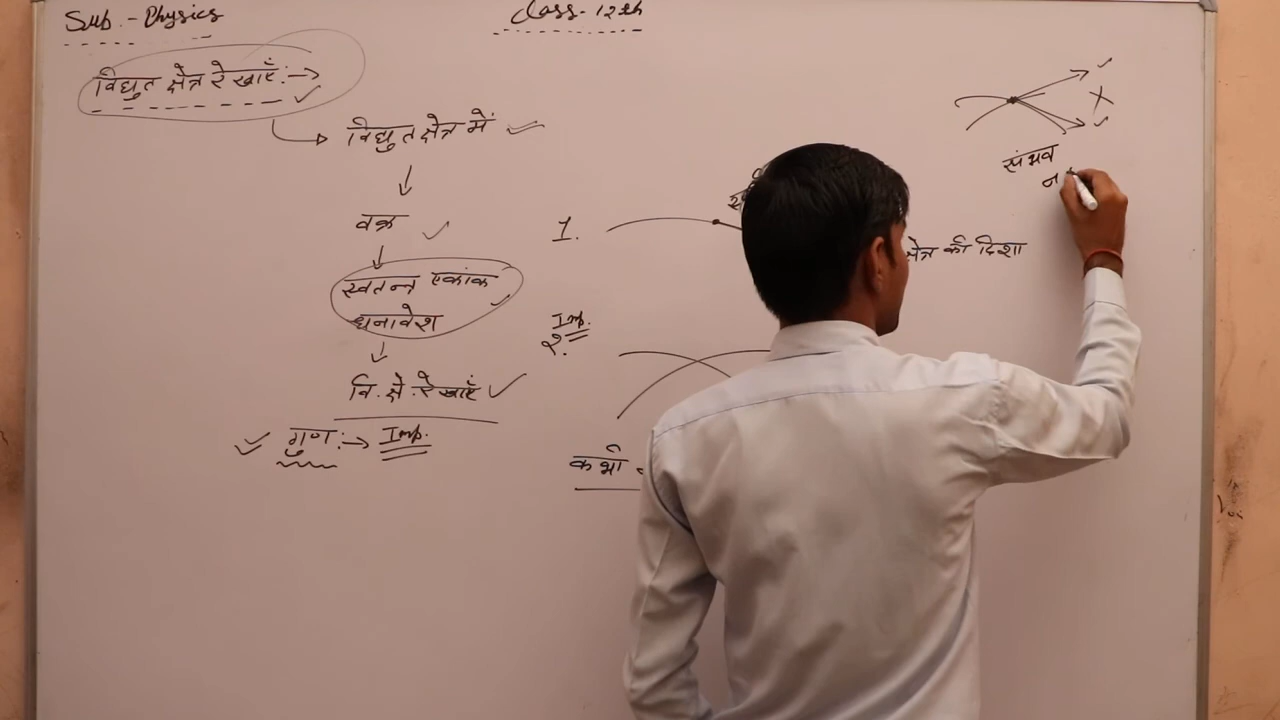 Sub. - Physics
Class- 12th
विद्युत क्षेत्र रेखाएँ :→
विद्युत क्षेत्र में
वक्र
स्वतन्त्र एकांक
धनावेश
वि. क्षे. रेखाएँ
गुण :→ Imp.
1.
क्षेत्र की दिशा
Imp.
2.
कभी
संभव
न